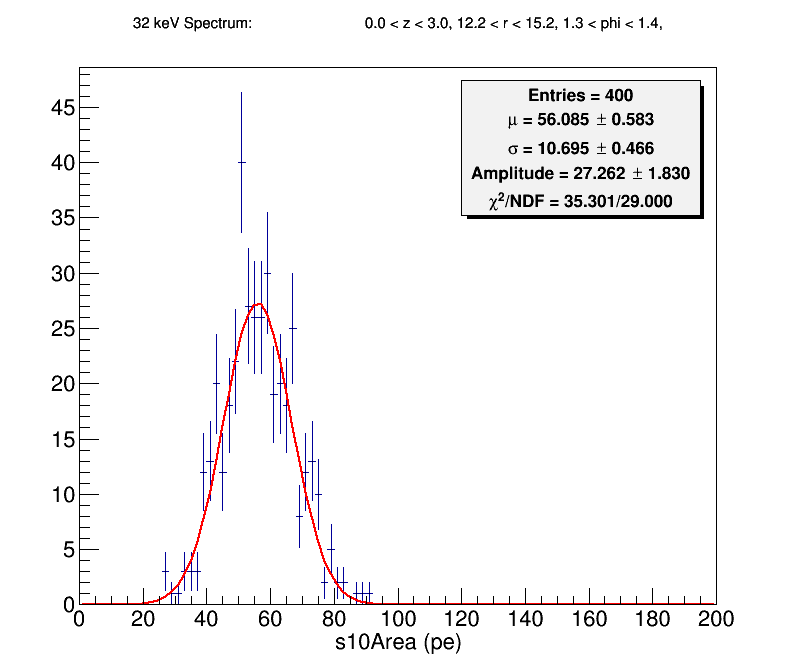 32 keV Spectrum: 0.0 < z < 3.0, 12.2 < r < 15.2, 1.3 < phi < 1.4,
Entries = 400
μ = 56.085 ± 0.583
σ = 10.695 ± 0.466
Amplitude = 27.262 ± 1.830
χ²/NDF = 35.301/29.000
45
40
35
30
25
20
15
10
5
0
0 20 40 60 80 100 120 140 160 180 200
s10Area (pe)